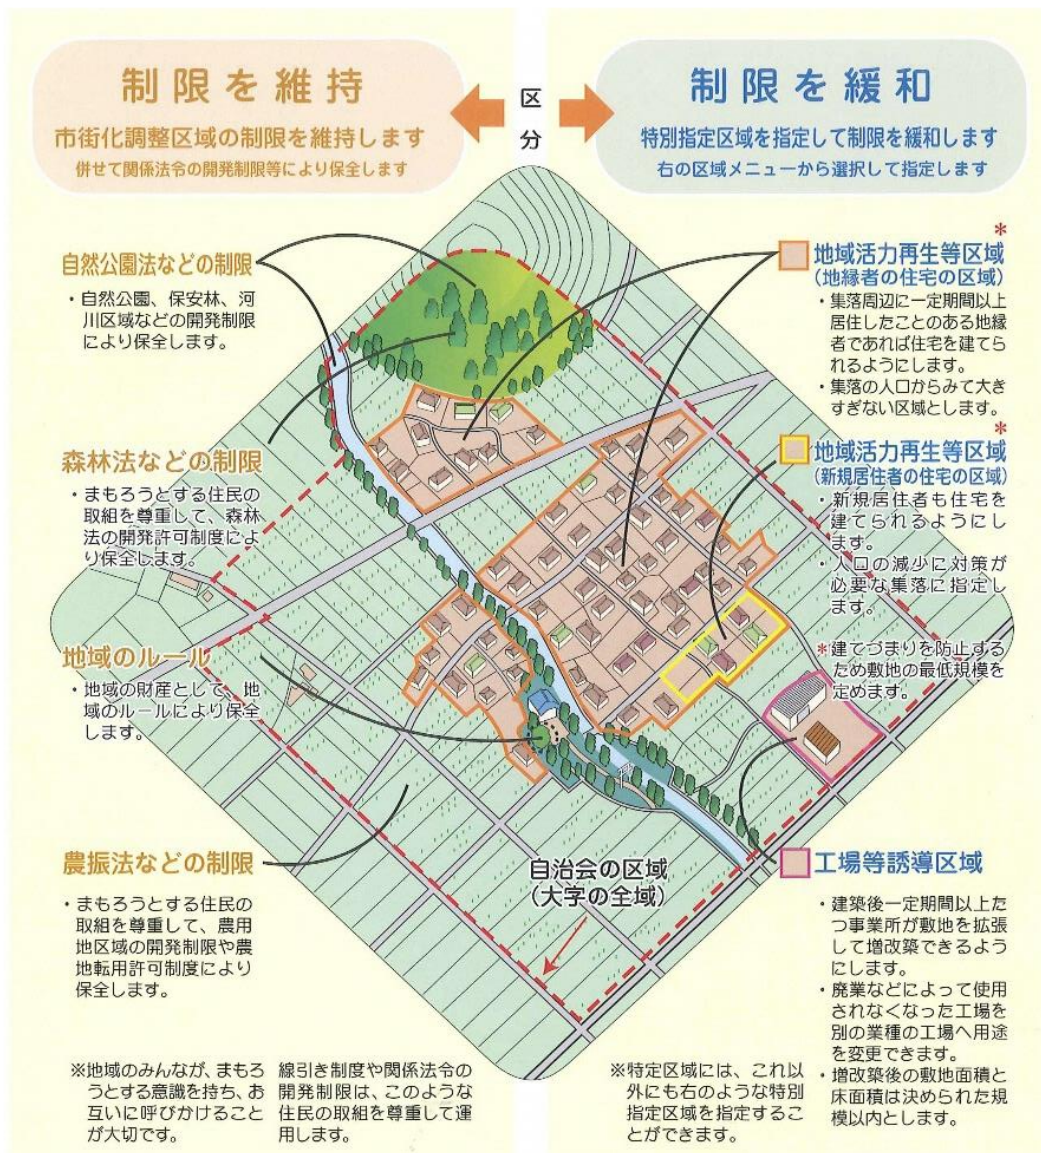 制限を維持
市街化調整区域の制限を維持します
併せて関係法令の開発制限等により保全します
区
分
制限を緩和
特別指定区域を指定して制限を緩和します
右の区域メニューから選択して指定します
自然公園法などの制限
・自然公園、保安林、河
川区域などの開発制限
により保全します。
森林法などの制限
・まもろうとする住民の
取組を尊重して、森林
法の開発許可制度によ
り保全します。
地域のルール
・地域の財産として、地
域のルールにより保全
します。
農振法などの制限
・まもろうとする住民の
取組を尊重して、農用
地区域の開発制限や農
地転用許可制度により
保全します。
※地域のみんなが、まもろ
うとする意識を持ち、お
互いに呼びかけること
が大切です。
線引き制度や関係法令の
開発制限は、このような
住民の取組を尊重して運
用します。
自治会の区域
(大字の全域)
*
地域活力再生等区域
(地縁者の住宅の区域)
・集落周辺に一定期間以上
居住したことのある地縁
者であれば住宅を建てら
れるようにします。
・集落の人口からみて大き
すぎない区域とします。
*
地域活力再生等区域
(新規居住者の住宅の区域)
・新規居住者も住宅を
建てられるようにし
ます。
・人口の減少に対策が
必要な集落に指定し
ます。
*建てづまりを防止する
ため敷地の最低規模を
定めます。
工場等誘導区域
・建築後一定期間以上た
つ事業所が敷地を拡張
して増改築できるよう
にします。
・廃業などによって使用
されなくなった工場を
別の業種の工場へ用途
を変更できます。
・増改築後の敷地面積と
床面積は決められた規
模以内とします。
※特定区域には、これ以
外にも右のような特別
指定区域を指定するこ
とができます。